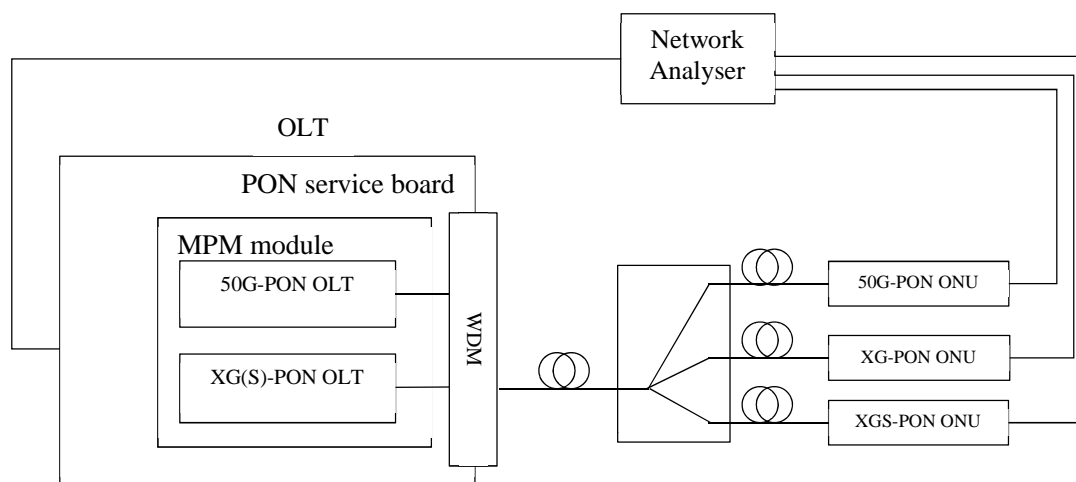 Network
Analyser
OLT
PON service board
MPM module
50G-PON OLT
XG(S)-PON OLT
WDM
50G-PON ONU
XG-PON ONU
XGS-PON ONU